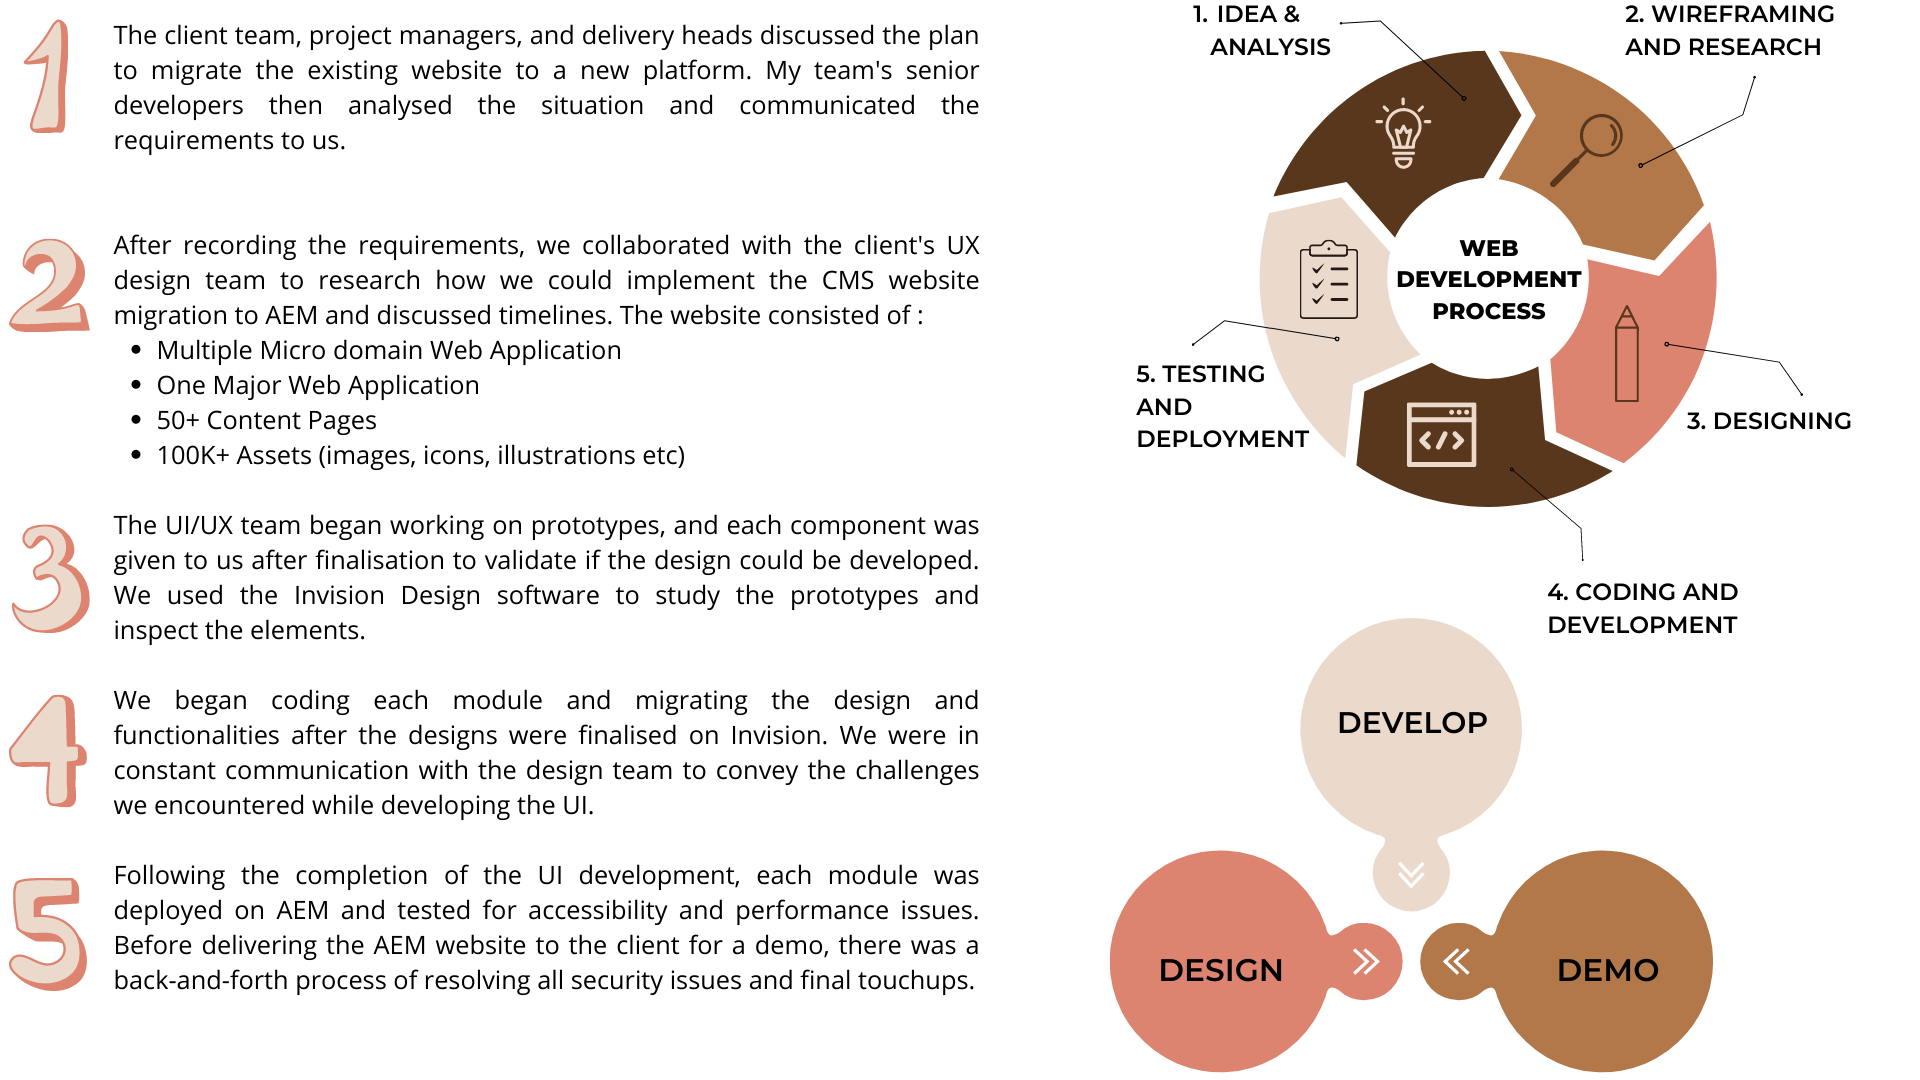 1
The client team, project managers, and delivery heads discussed the plan
to migrate the existing website to a new platform. My team's senior
developers then analysed the situation and communicated the
requirements to us.
2
After recording the requirements, we collaborated with the client's UX
design team to research how we could implement the CMS website
migration to AEM and discussed timelines. The website consisted of :
• Multiple Micro domain Web Application
• One Major Web Application
• 50+ Content Pages
• 100K+ Assets (images, icons, illustrations etc)
3
The UI/UX team began working on prototypes, and each component was
given to us after finalisation to validate if the design could be developed.
We used the Invision Design software to study the prototypes and
inspect the elements.
4
We began coding each module and migrating the design and
functionalities after the designs were finalised on Invision. We were in
constant communication with the design team to convey the challenges
we encountered while developing the UI.
5
Following the completion of the UI development, each module was
deployed on AEM and tested for accessibility and performance issues.
Before delivering the AEM website to the client for a demo, there was a
back-and-forth process of resolving all security issues and final touchups.
1. IDEA &
ANALYSIS
2. WIREFRAMING
AND RESEARCH
WEB
DEVELOPMENT
PROCESS
3. DESIGNING
</>
4. CODING AND
DEVELOPMENT
5. TESTING
AND
DEPLOYMENT
DEVELOP
DESIGN
DEMO